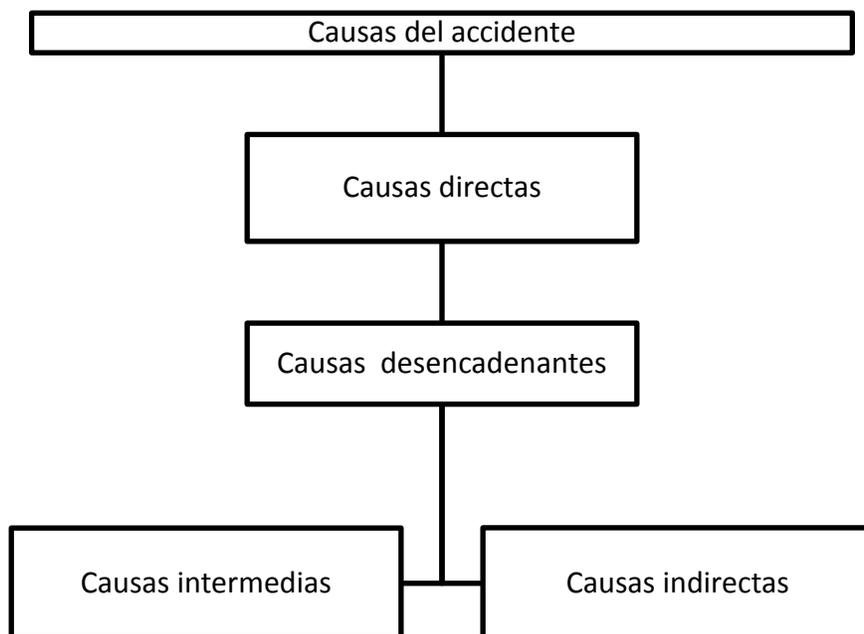 Causas del accidente
Causas directas
Causas desencadenantes
Causas intermedias
Causas indirectas